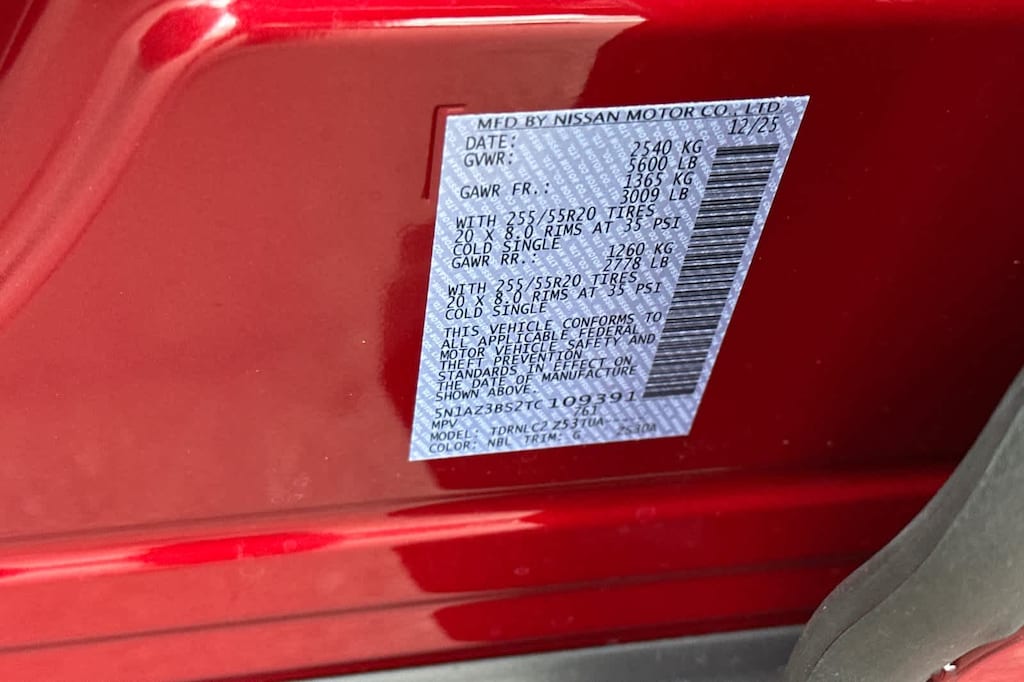 MFD BY NISSAN MOTOR CO., LTD
DATE: 12/25
GVWR: 2540 KG
5600 LB
GAWR FR.: 1365 KG
3009 LB
WITH 255/55R20 TIRES
20 X 8.0 RIMS AT 35 PSI
COLD SINGLE
GAWR RR.: 1260 KG
2778 LB
WITH 255/55R20 TIRES
20 X 8.0 RIMS AT 35 PSI
COLD SINGLE
THIS VEHICLE CONFORMS TO
ALL APPLICABLE FEDERAL
MOTOR VEHICLE SAFETY AND
THEFT PREVENTION
STANDARDS IN EFFECT ON
THE DATE OF MANUFACTURE
SHOWN ABOVE.
5N1AZ3BS2TC109391
MPV 761
MODEL: TDRNLC2 Z53TUA-----
COLOR: NBL TRIM: G Z530A